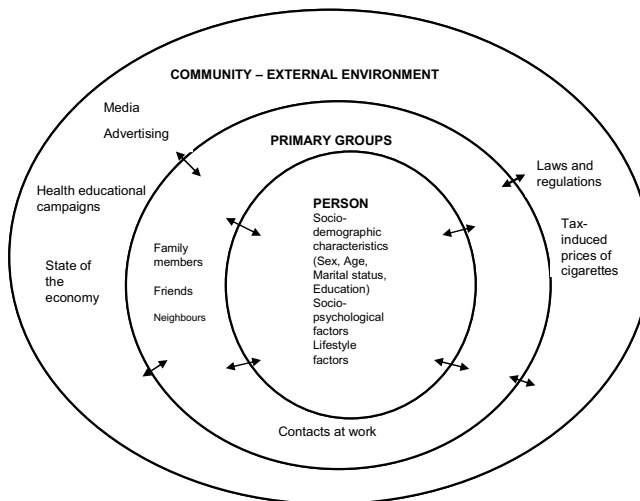 COMMUNITY – EXTERNAL ENVIRONMENT
Media
Advertising
PRIMARY GROUPS
Laws and
regulations
Health educational
campaigns
PERSON
Socio-
demographic
characteristics
(Sex, Age,
Marital status,
Education)
Socio-
psychological
factors
Lifestyle
factors
Tax-
induced
prices of
cigarettes
Family
members
Friends
Neighbours
State of
the
economy
Contacts at work